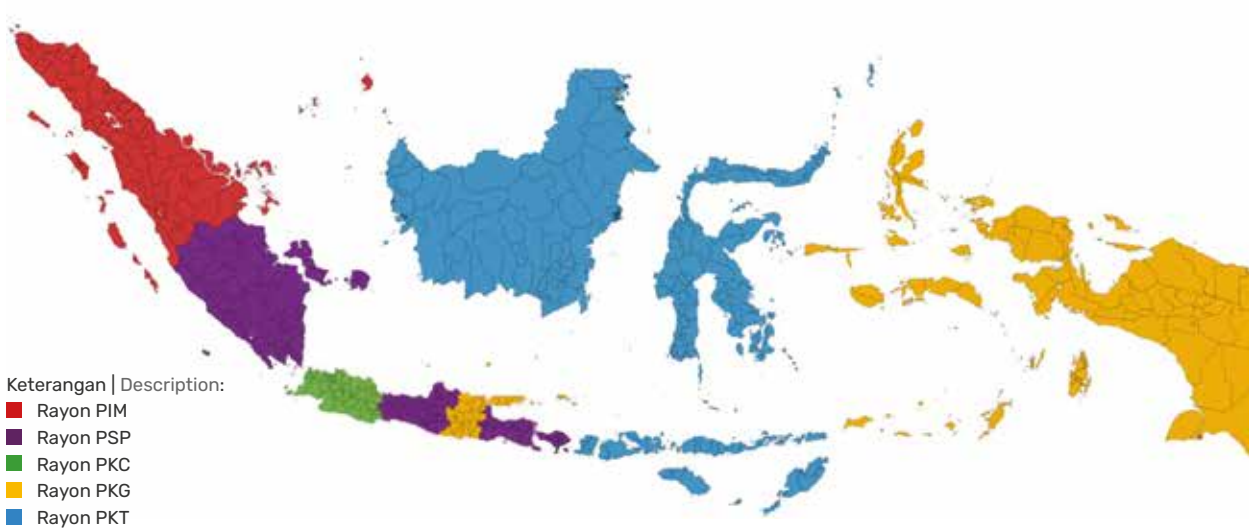 Keterangan | Description:
Rayon PIM
Rayon PSP
Rayon PKC
Rayon PKG
Rayon PKT